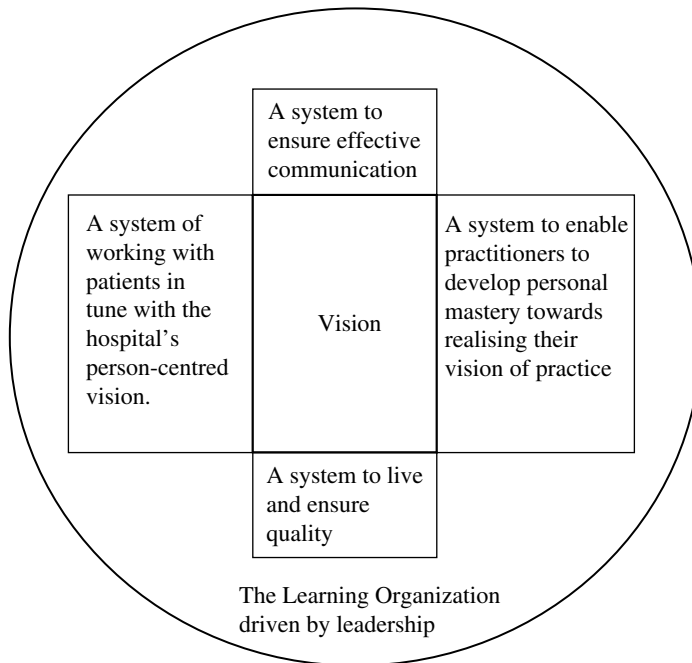 A system to
ensure effective
communication
A system of
working with
patients in
tune with the
hospital’s
person-centred
vision.
Vision
A system to enable
practitioners to
develop personal
mastery towards
realising their
vision of practice
A system to live
and ensure
quality
The Learning Organization
driven by leadership